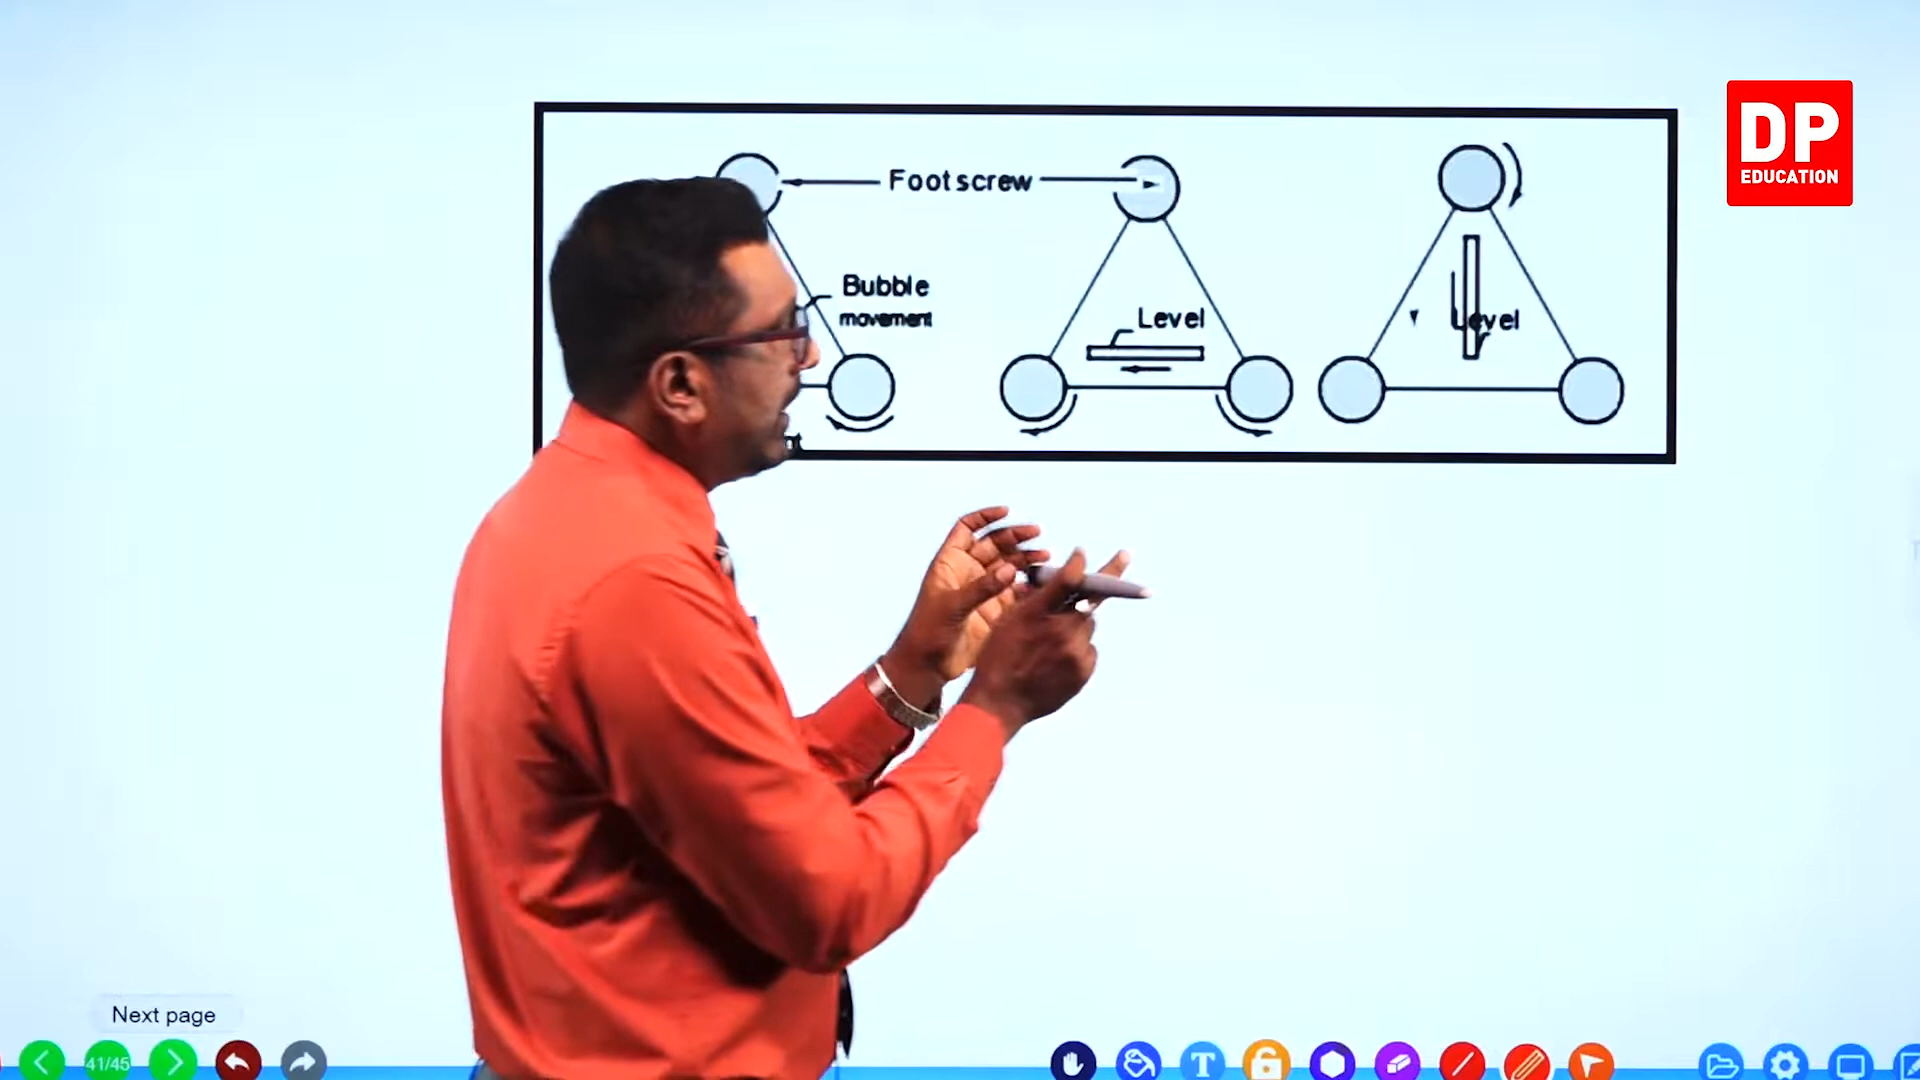 DP
EDUCATION
Foot screw
Bubble
movement
Level
Level
Next page
41/45
T